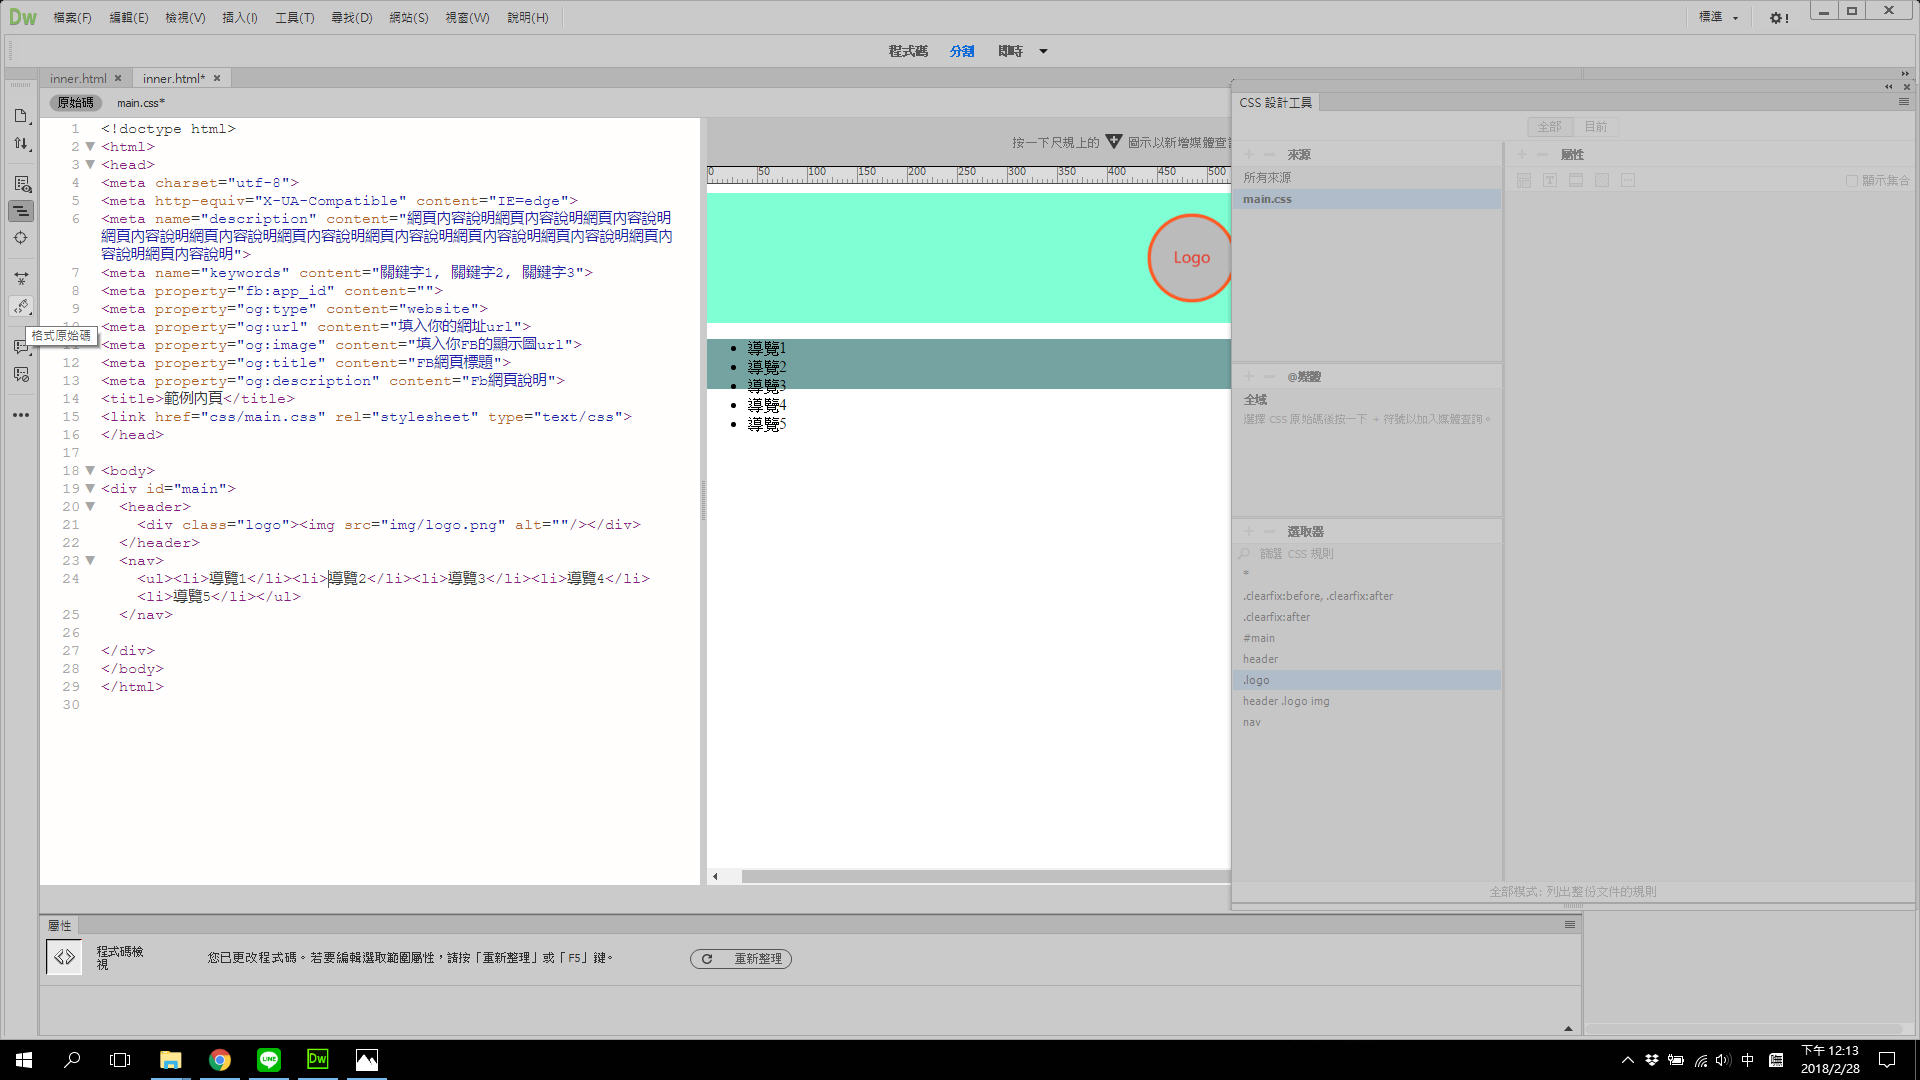 Dw 檔案(F) 編輯(E) 檢視(V) 插入(I) 工具(T) 尋找(D) 網站(S) 視窗(W) 說明(H) 標準
程式碼 分割 即時
inner.html inner.html*
原始碼 main.css*
1 <!doctype html>
2 <html>
3 <head>
4 <meta charset="utf-8">
5 <meta http-equiv="X-UA-Compatible" content="IE=edge">
6 <meta name="description" content="網頁內容說明網頁內容說明網頁內容說明
網頁內容說明網頁內容說明網頁內容說明網頁內容說明網頁內容說明網頁內容說明網頁內
容說明網頁內容說明">
7 <meta name="keywords" content="關鍵字1, 關鍵字2, 關鍵字3">
8 <meta property="fb:app_id" content="">
9 <meta property="og:type" content="website">
<meta property="og:url" content="填入你的網址url">
格式原始碼
<meta property="og:image" content="填入你FB的顯示圖url">
12 <meta property="og:title" content="FB網頁標題">
13 <meta property="og:description" content="Fb網頁說明">
14 <title>範例內頁</title>
15 <link href="css/main.css" rel="stylesheet" type="text/css">
16 </head>
17
18 <body>
19 <div id="main">
20 <header>
21 <div class="logo"><img src="img/logo.png" alt=""/></div>
22 </header>
23 <nav>
24 <ul><li>導覽1</li><li>導覽2</li><li>導覽3</li><li>導覽4</li>
<li>導覽5</li></ul>
25 </nav>
26
27 </div>
28 </body>
29 </html>
30
按一下尺規上的 圖示以新增媒體查
0 50 100 150 200 250 300 350 400 450 500
Logo
• 導覽1
• 導覽2
• 導覽3
• 導覽4
• 導覽5
CSS 設計工具
全部 目前
來源
所有來源
main.css
@媒體
全域
選擇 CSS 原始碼後按一下 + 符號以加入媒體查詢。
選取器
篩選 CSS 規則
*
.clearfix:before, .clearfix:after
.clearfix:after
#main
header
.logo
header .logo img
nav
屬性
顯示集合
全部模式: 列出整份文件的規則
屬性
程式碼檢
視
您已更改程式碼。若要編輯選取範圍屬性，請按「重新整理」或「F5」鍵。
重新整理
Dw
中
下午 12:13
2018/2/28